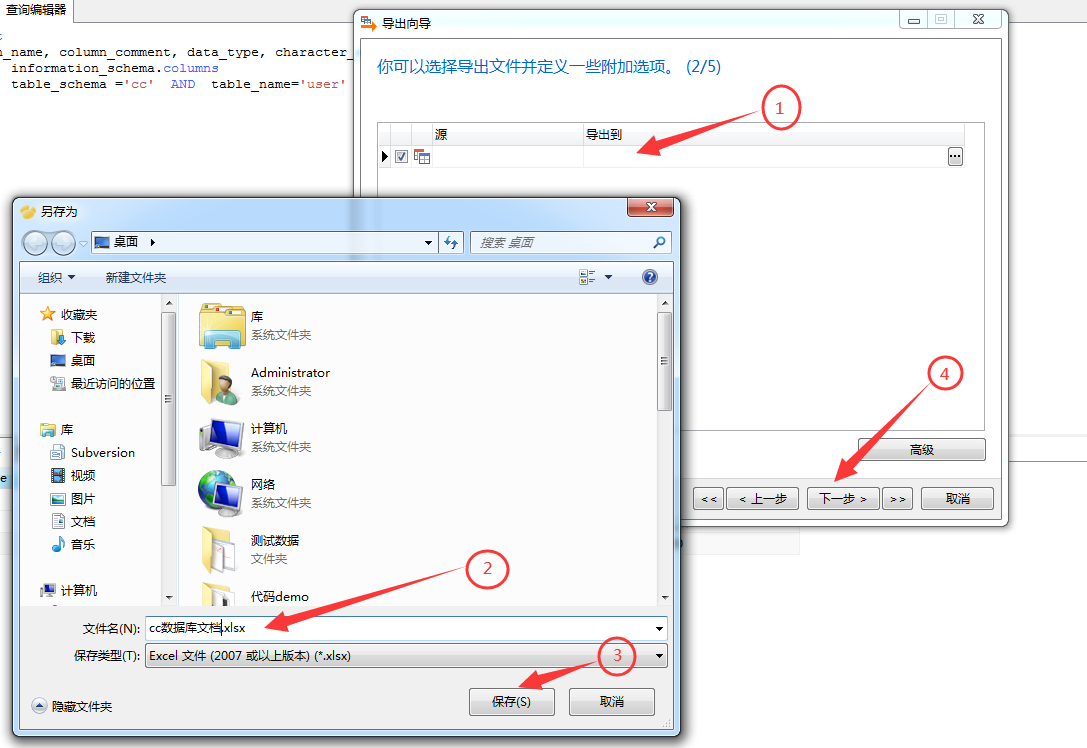 查询编辑器
导出向导
n_name, column_comment, data_type, character_
information_schema.columns
table_schema ='cc' AND table_name='user'
你可以选择导出文件并定义一些附加选项。 (2/5)
1
源 导出到
...
另存为
桌面
搜索 桌面
组织 新建文件夹
收藏夹
下载
桌面
最近访问的位置
库
Subversion
视频
图片
文档
音乐
计算机
库
系统文件夹
Administrator
系统文件夹
计算机
系统文件夹
网络
系统文件夹
测试数据
文件夹
代码demo
4
高级
<< < 上一步 下一步 > >> 取消
2
文件名(N): cc数据库文档.xlsx
保存类型(T): Excel 文件 (2007 或以上版本) (*.xlsx)
3
隐藏文件夹 保存(S) 取消